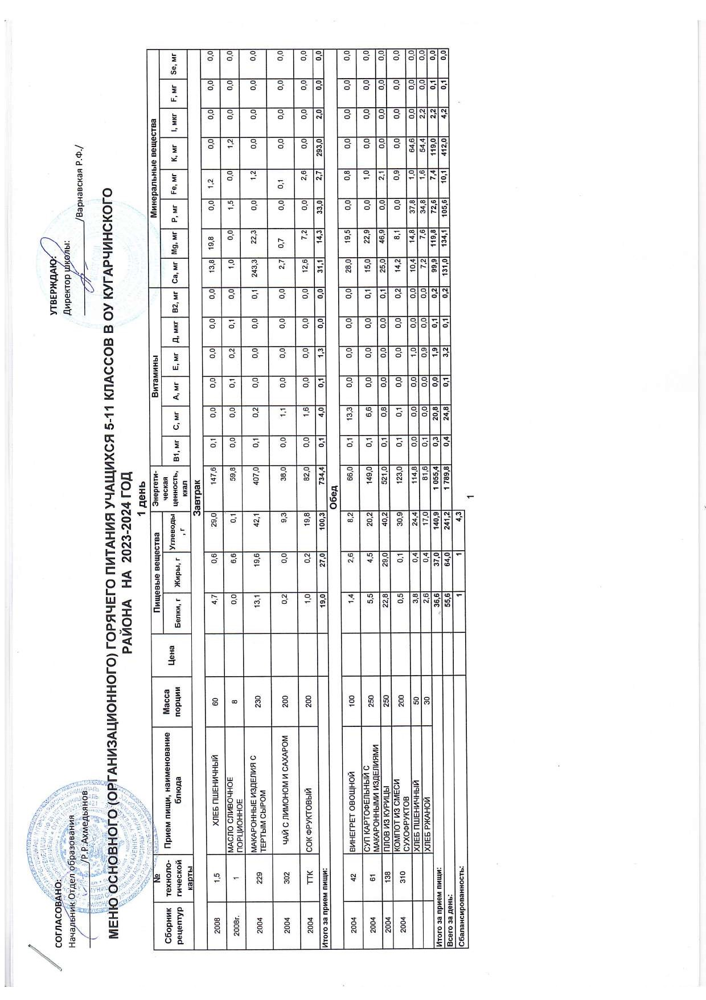 СОГЛАСОВАНО:
Начальник Отдел образования
/Р.Р.Ахмедьянов
УТВЕРЖДАЮ:
Директор школы:
/Варнавская Р.Ф./
МЕНЮ ОСНОВНОГО (ОРГАНИЗАЦИОННОГО) ГОРЯЧЕГО ПИТАНИЯ УЧАЩИХСЯ 5-11 КЛАССОВ В ОУ КУГАРЧИНСКОГО
РАЙОНА НА 2023-2024 ГОД
1 день
Сборник рецептур № техноло-гической карты Прием пищи, наименование блюда Масса порции Цена Пищевые вещества Энергети-ческая ценность, ккал Витамины Минеральные вещества
Белки, г Жиры, г Углеводы, г В1, мг С, мг А, мг Е, мг Д, мкг В2, мг Ca, мг Mg, мг Р, мг Fe, мг К, мг I, мкг F, мг Se, мг
Завтрак
2008 1,5 ХЛЕБ ПШЕНИЧНЫЙ 60 4,7 0,6 29,0 147,6 0,1 0,0 0,0 0,0 0,0 0,0 13,8 19,8 0,0 1,2 0,0 0,0 0,0 0,0
2008г. 1 МАСЛО СЛИВОЧНОЕ ПОРЦИОННОЕ 8 0,0 6,6 0,1 59,8 0,0 0,0 0,1 0,2 0,1 0,0 1,0 0,0 1,5 0,0 1,2 0,0 0,0 0,0
2004 229 МАКАРОННЫЕ ИЗДЕЛИЯ С ТЕРТЫМ СЫРОМ 230 13,1 19,6 42,1 407,0 0,1 0,2 0,0 0,0 0,0 0,1 243,3 22,3 0,0 1,2 0,0 0,0 0,0 0,0
2004 302 ЧАЙ С ЛИМОНОМ И САХАРОМ 200 0,2 0,0 9,3 38,0 0,0 1,1 0,0 0,0 0,0 0,0 2,7 0,7 0,0 0,1 0,0 0,0 0,0 0,0
2004 ТТК СОК ФРУКТОВЫЙ 200 1,0 0,2 19,8 82,0 0,0 1,6 0,0 0,0 0,0 0,0 12,6 7,2 0,0 2,6 0,0 0,0 0,0 0,0
Итого за прием пищи: 19,0 27,0 100,3 734,4 0,1 4,0 0,1 1,3 0,0 0,0 31,1 14,3 33,0 2,7 293,0 2,0 0,0 0,0
Обед
2004 42 ВИНЕГРЕТ ОВОЩНОЙ 100 1,4 2,6 8,2 66,0 0,1 13,3 0,0 0,0 0,0 0,0 28,0 19,5 0,0 0,8 0,0 0,0 0,0 0,0
2004 61 СУП КАРТОФЕЛЬНЫЙ С МАКАРОННЫМИ ИЗДЕЛИЯМИ 250 5,5 4,5 20,2 149,0 0,1 6,6 0,0 0,0 0,0 0,1 15,0 22,9 0,0 1,0 0,0 0,0 0,0 0,0
2004 138 ПЛОВ ИЗ КУРИЦЫ 250 22,8 29,0 40,2 521,0 0,1 0,8 0,0 0,0 0,0 0,1 25,0 46,9 0,0 2,1 0,0 0,0 0,0 0,0
2004 310 КОМПОТ ИЗ СМЕСИ СУХОФРУКТОВ 200 0,5 0,1 30,9 123,0 0,1 0,1 0,0 0,0 0,0 0,2 14,2 8,1 0,0 0,9 0,0 0,0 0,0 0,0
ХЛЕБ ПШЕНИЧНЫЙ 50 3,8 0,4 24,4 114,8 0,0 0,0 0,0 1,0 0,0 0,0 10,4 14,8 37,8 1,0 64,6 0,0 0,0 0,0
ХЛЕБ РЖАНОЙ 30 2,6 0,4 17,0 81,6 0,1 0,0 0,0 0,9 0,0 0,0 7,2 7,6 34,8 1,6 54,4 2,2 0,0 0,0
Итого за прием пищи: 36,6 37,0 140,9 1 055,4 0,3 20,8 0,0 1,9 0,1 0,2 99,9 119,8 72,6 7,4 119,0 2,2 0,1 0,0
Всего за день: 55,6 64,0 241,2 1 789,8 0,4 24,8 0,1 3,2 0,1 0,2 131,0 134,1 105,6 10,1 412,0 4,2 0,1 0,0
Сбалансированность: 1 1 4,3
1